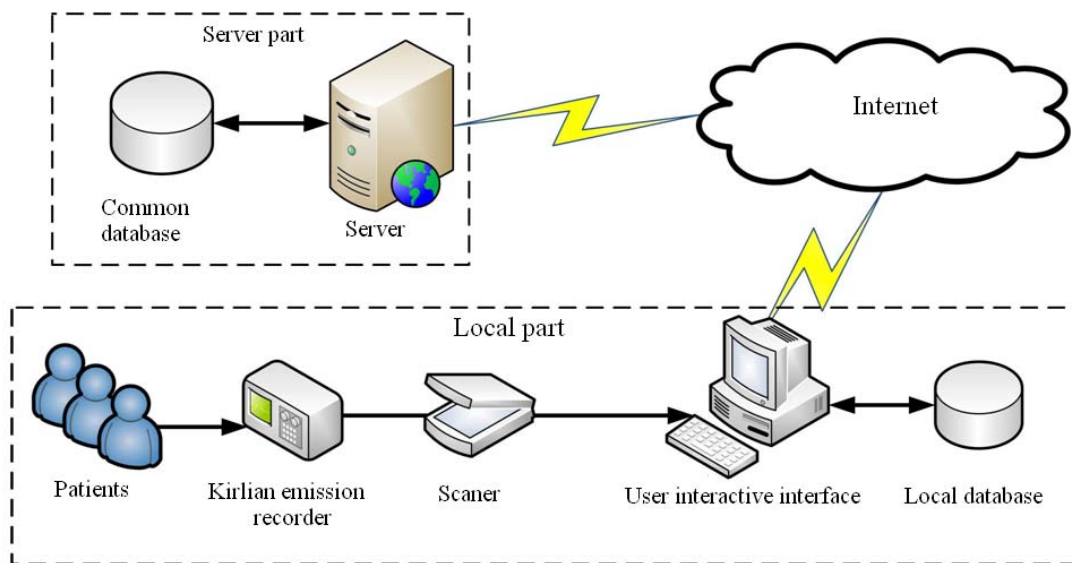 Server part
Common
database
Server
Internet
Local part
Patients
Kirlian emission
recorder
Scaner
User interactive interface
Local database